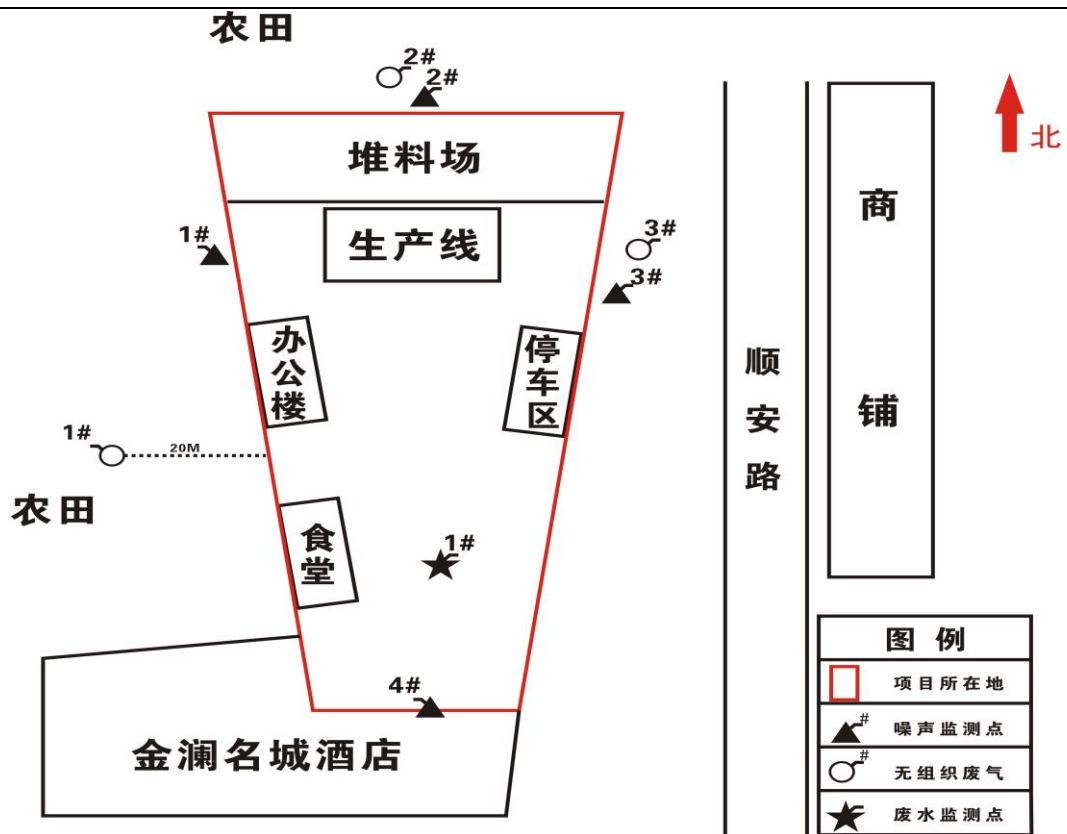 农田
2#
2#
北
堆料场
商铺
1#
生产线
3#
3#
办公楼
停车区
顺安路
1#
20M
农田
食堂
1#
图例
项目所在地
4#
#
噪声监测点
金澜名城酒店
#
无组织废气
废水监测点